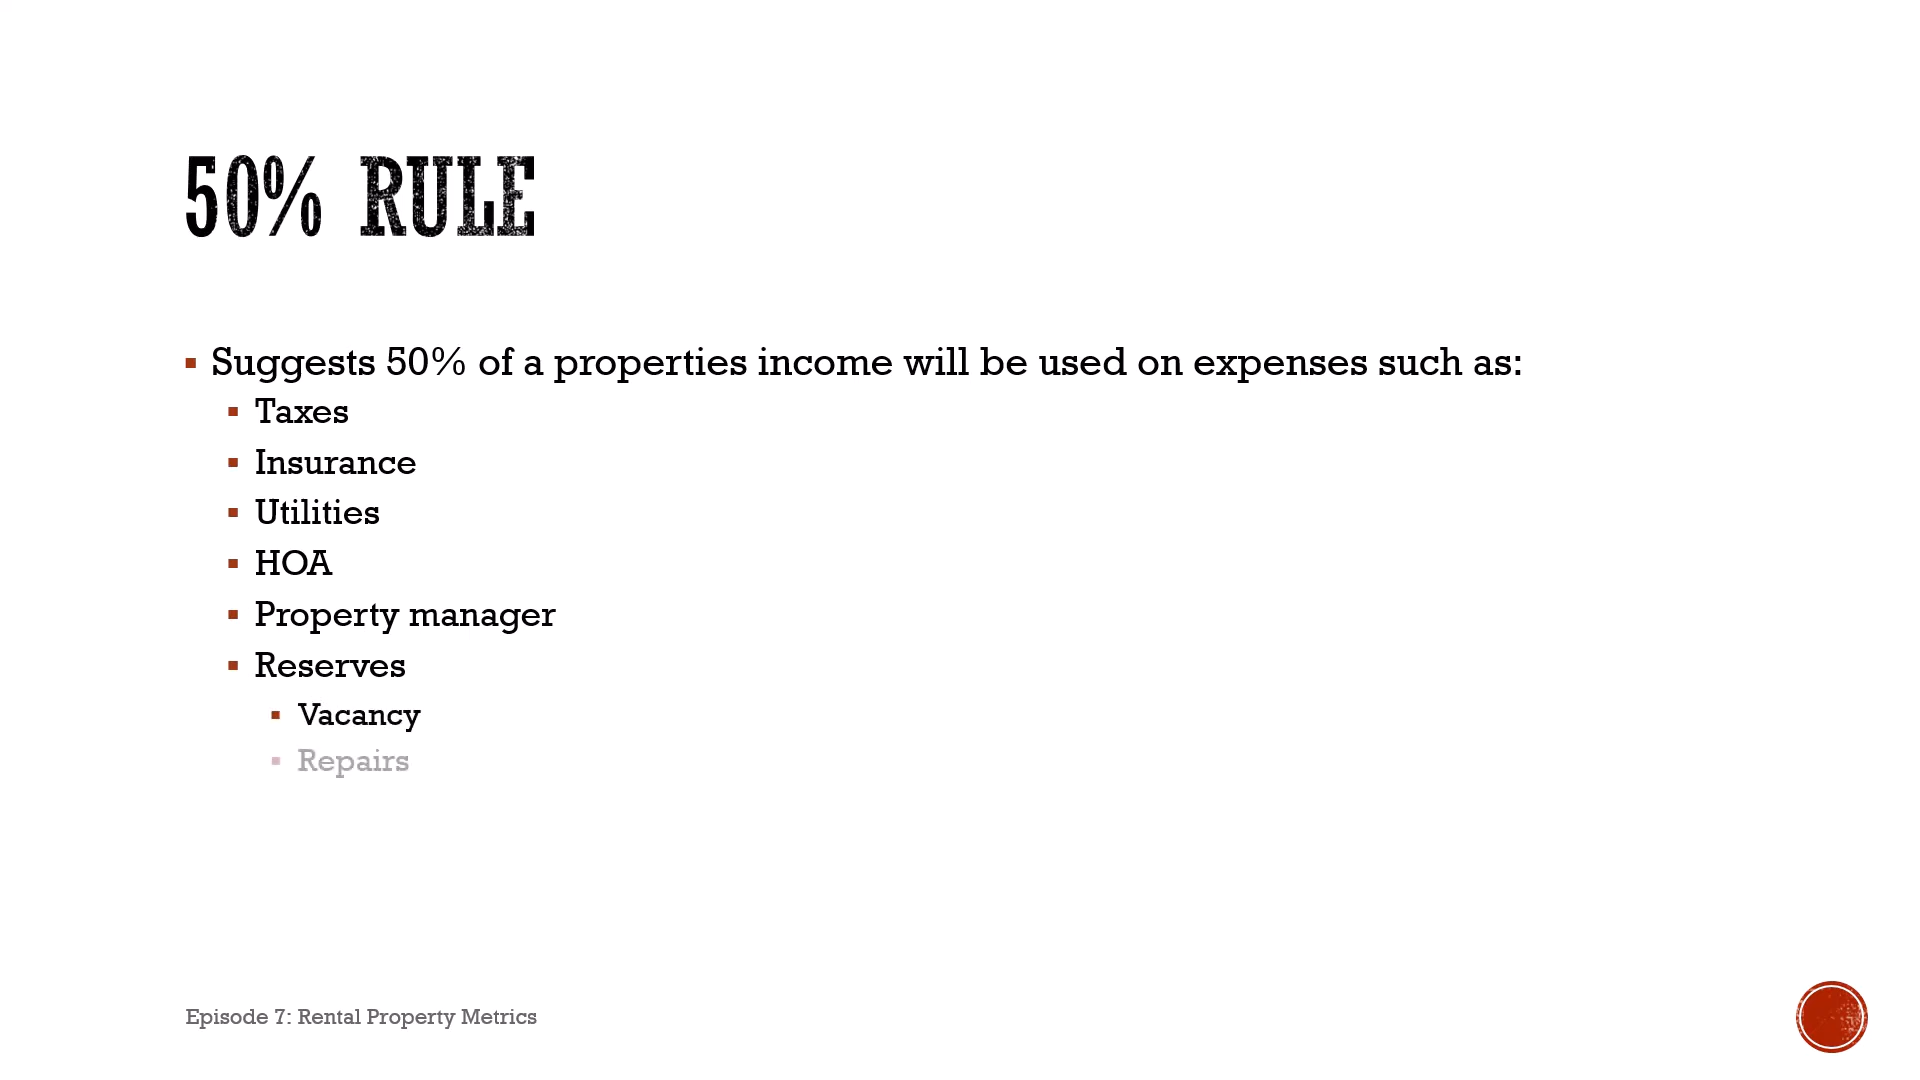 50% RULE
▪ Suggests 50% of a properties income will be used on expenses such as:
▪ Taxes
▪ Insurance
▪ Utilities
▪ HOA
▪ Property manager
▪ Reserves
▪ Vacancy
▪ Repairs
Episode 7: Rental Property Metrics